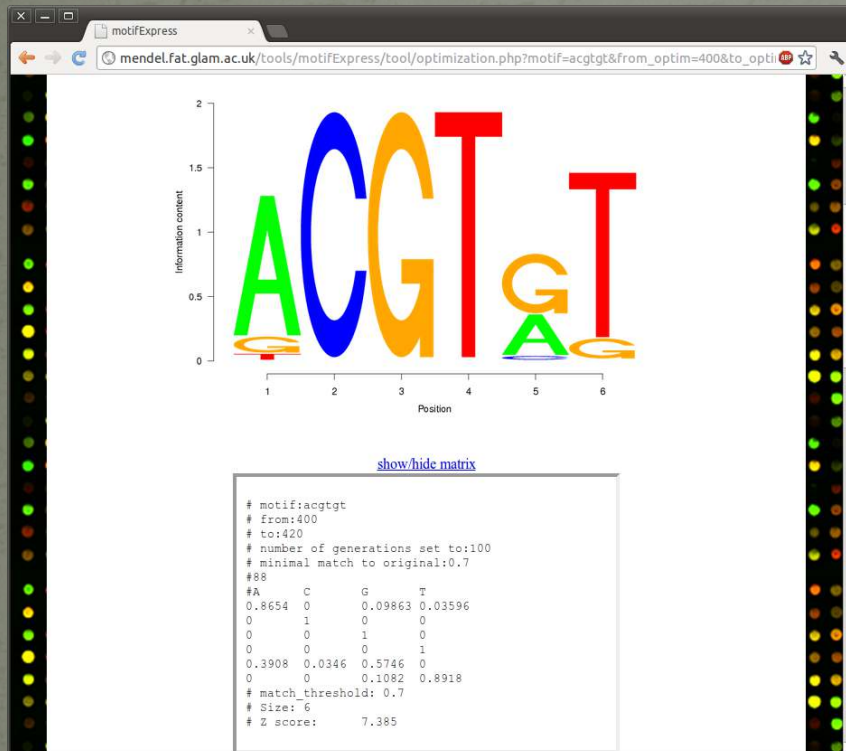 motifExpress
mendel.fat.glam.ac.uk/tools/motifExpress/tool/optimization.php?motif=acgtgt&from_optim=400&to_opti
ABP
2
1.5
1
0.5
0
Information content
A G T
C
G
T
G A C
T G
1 2 3 4 5 6
Position
show/hide matrix
# motif:acgtgt
# from:400
# to:420
# number of generations set to:100
# minimal match to original:0.7
#88
#A C G T
0.8654 0 0.09863 0.03596
0 1 0 0
0 0 1 0
0 0 0 1
0.3908 0.0346 0.5746 0
0 0 0.1082 0.8918
# match_threshold: 0.7
# Size: 6
# Z score: 7.385